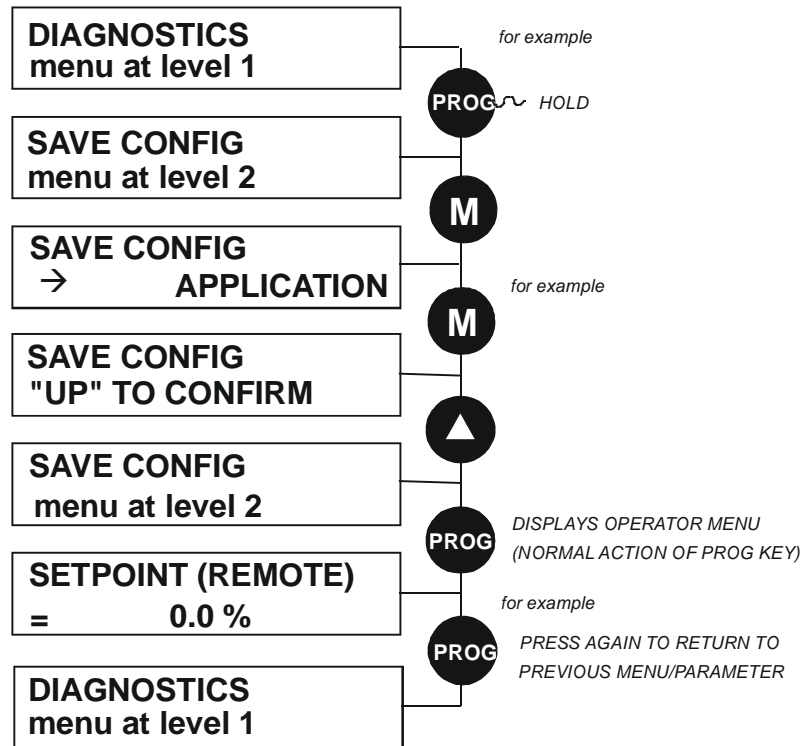 DIAGNOSTICS
menu at level 1
for example
PROG
HOLD
SAVE CONFIG
menu at level 2
M
SAVE CONFIG
→ APPLICATION
for example
M
SAVE CONFIG
"UP" TO CONFIRM
SAVE CONFIG
menu at level 2
PROG
DISPLAYS OPERATOR MENU
(NORMAL ACTION OF PROG KEY)
SETPOINT (REMOTE)
= 0.0 %
for example
PROG
PRESS AGAIN TO RETURN TO
PREVIOUS MENU/PARAMETER
DIAGNOSTICS
menu at level 1